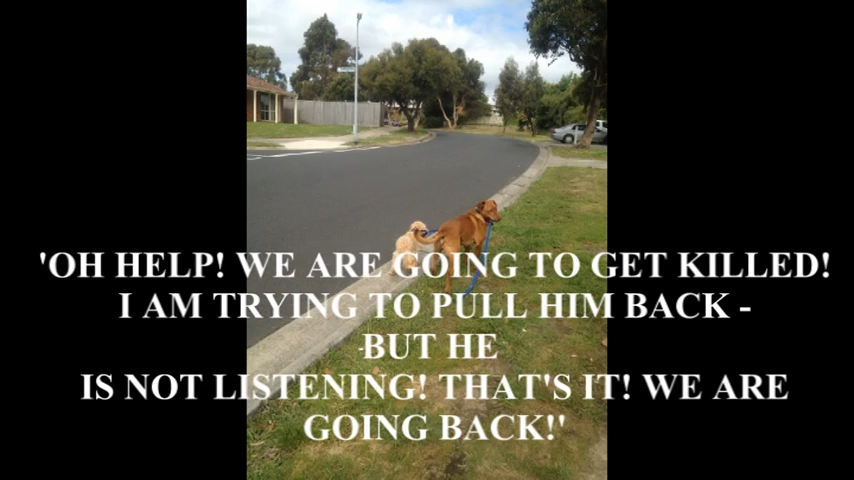 'OH HELP! WE ARE GOING TO GET KILLED!
I AM TRYING TO PULL HIM BACK -
BUT HE
IS NOT LISTENING! THAT'S IT! WE ARE
GOING BACK!'